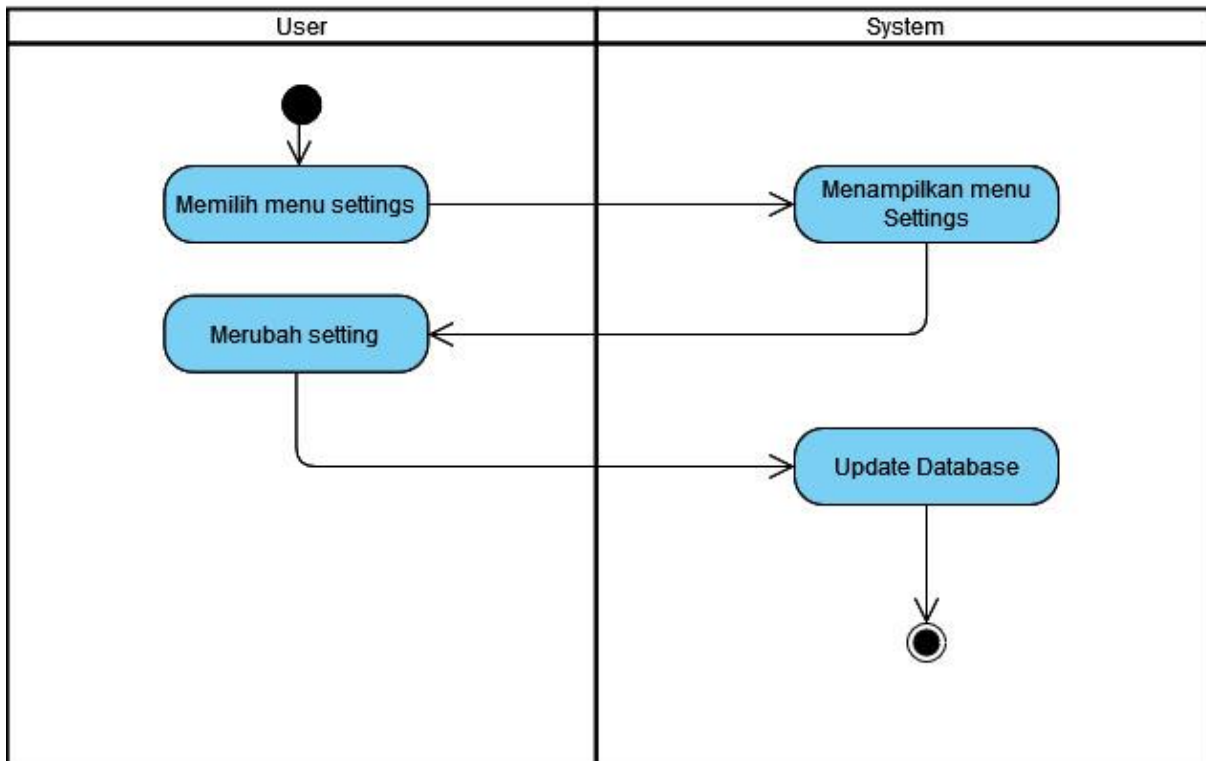 User
System
Memilih menu settings
Menampilkan menu
Settings
Merubah setting
Update Database